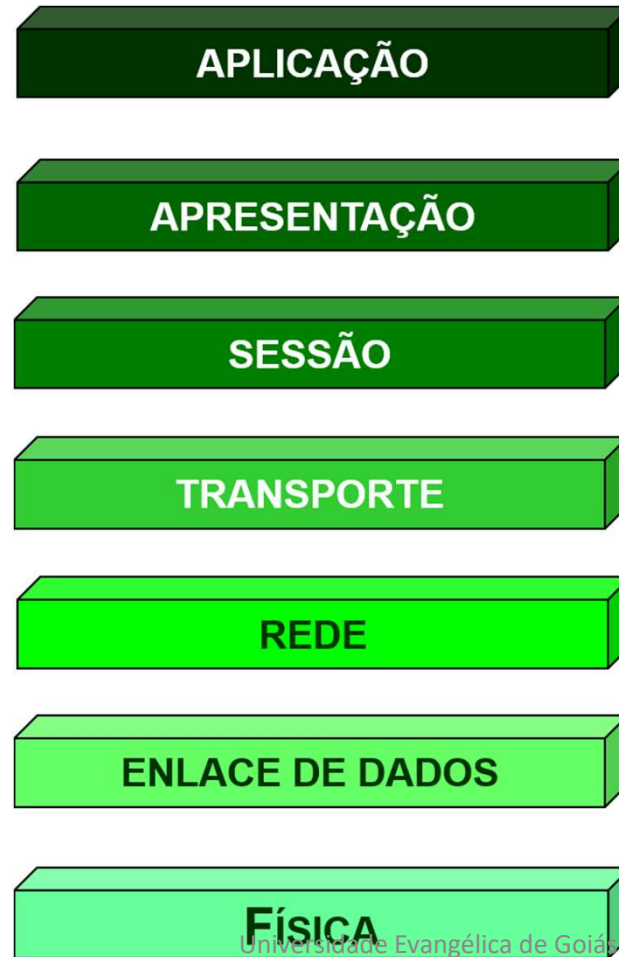 APLICAÇÃO
APRESENTAÇÃO
SESSÃO
TRANSPORTE
REDE
ENLACE DE DADOS
FÍSICA
Universidade Evangélica de Goiás